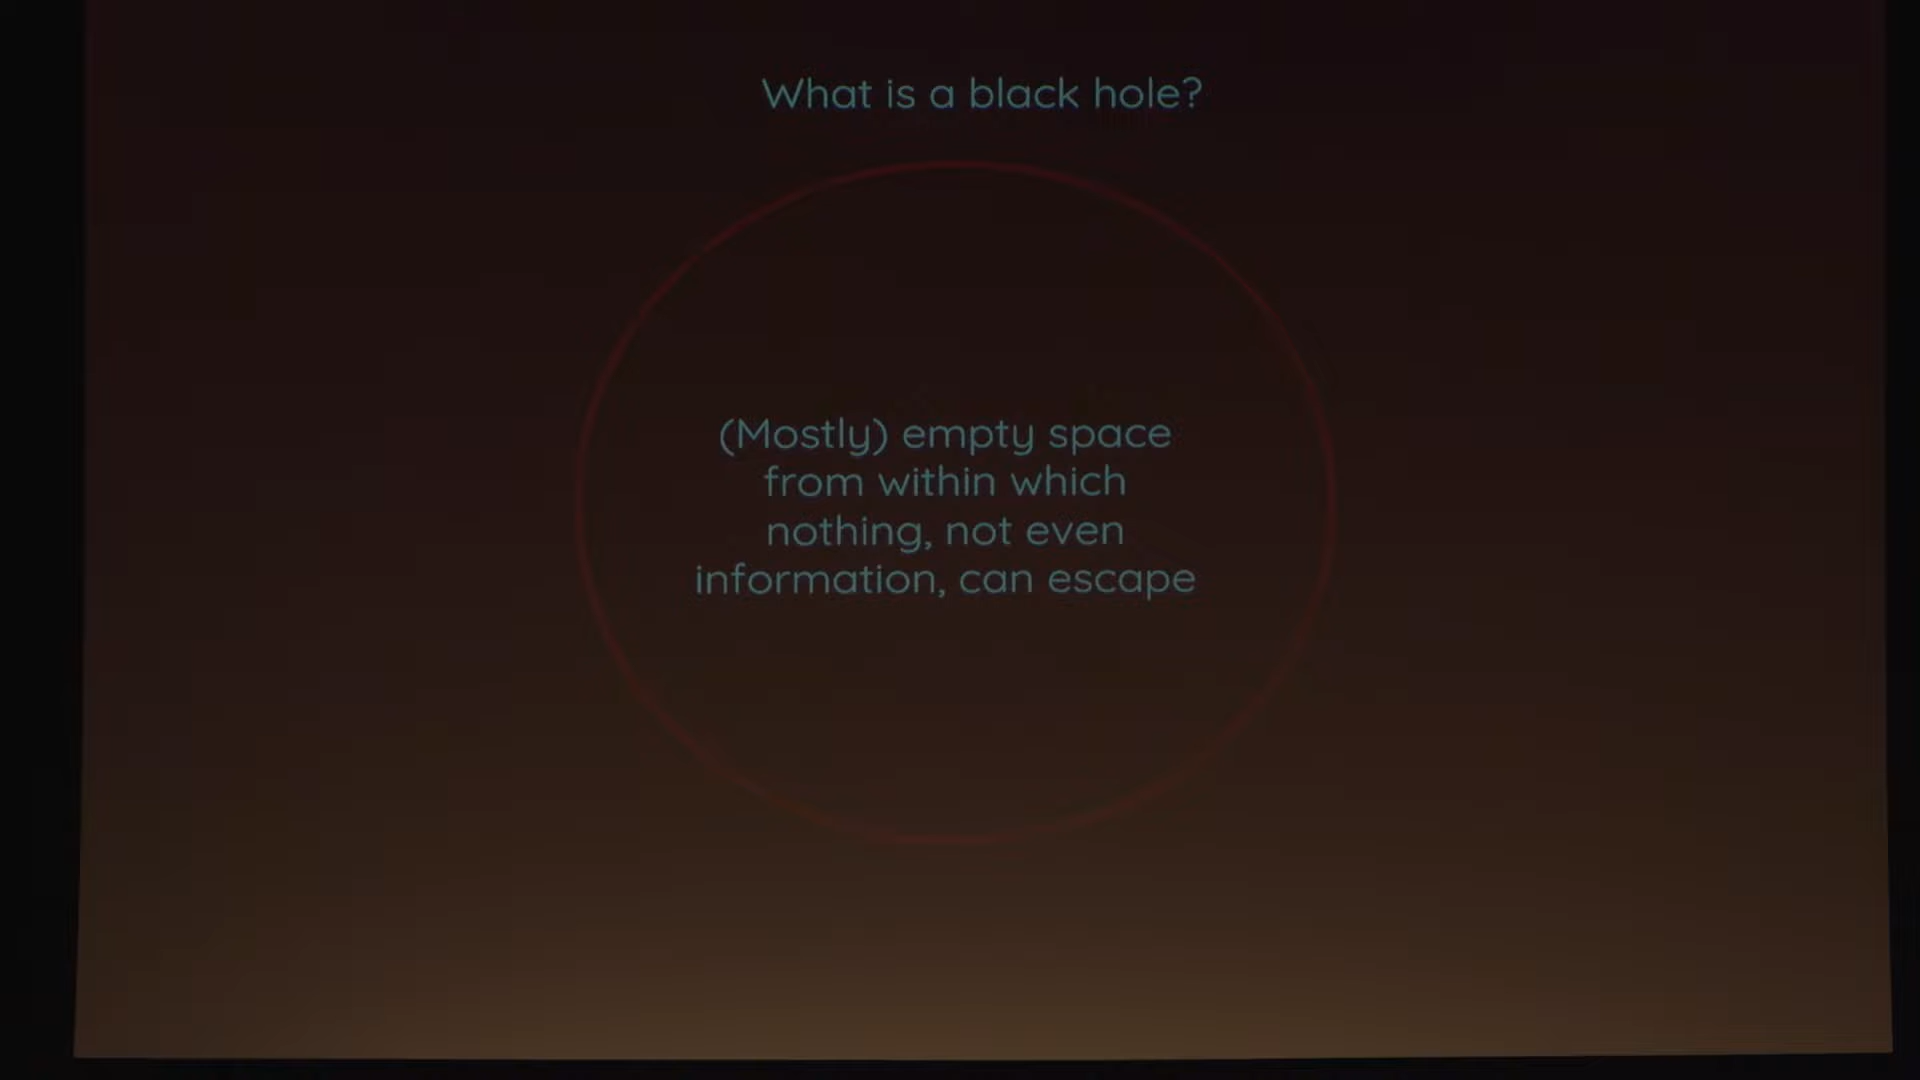 What is a black hole?
(Mostly) empty space
from within which
nothing, not even
information, can escape